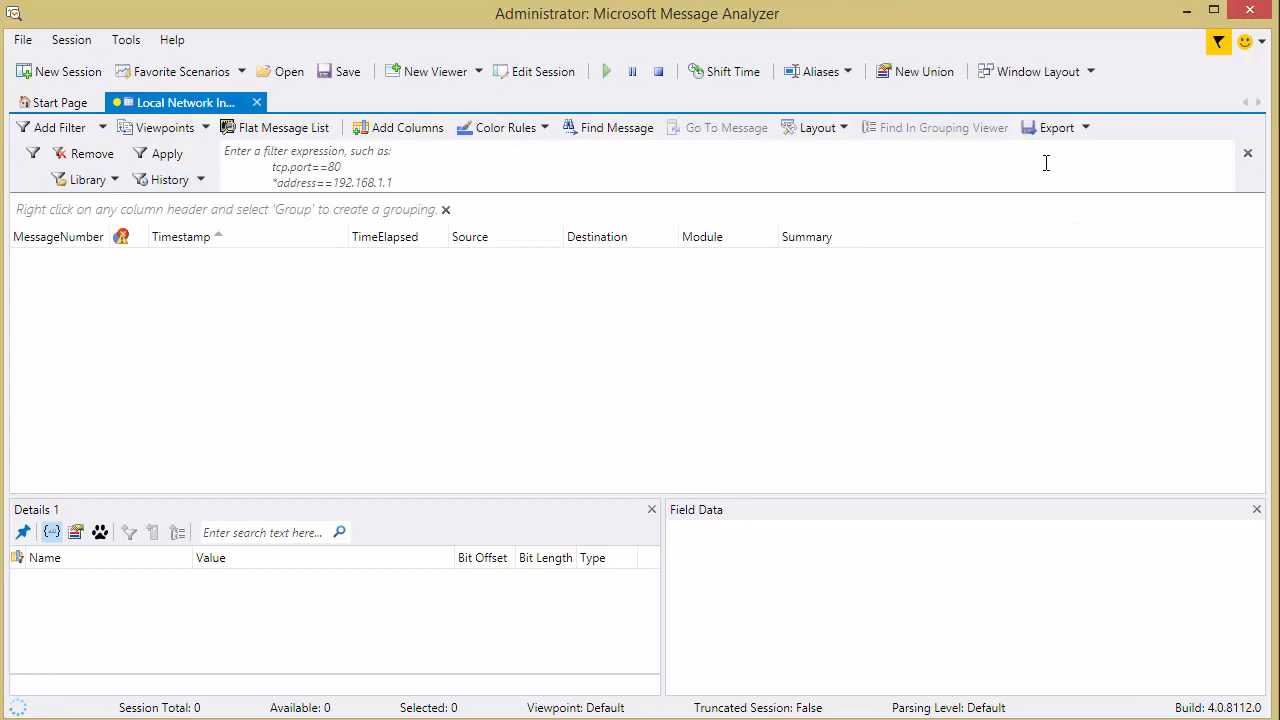 Administrator: Microsoft Message Analyzer
File Session Tools Help
New Session Favorite Scenarios Open Save New Viewer Edit Session Shift Time Aliases New Union Window Layout
Start Page Local Network In...
Add Filter Viewpoints Flat Message List Add Columns Color Rules Find Message Go To Message Layout Find In Grouping Viewer Export
Remove Apply
Library History
Enter a filter expression, such as:
tcp.port==80
*address==192.168.1.1
Right click on any column header and select 'Group' to create a grouping.
MessageNumber Timestamp TimeElapsed Source Destination Module Summary
Details 1
Enter search text here...
Name Value Bit Offset Bit Length Type
Field Data
Session Total: 0 Available: 0 Selected: 0 Viewpoint: Default Truncated Session: False Parsing Level: Default Build: 4.0.8112.0